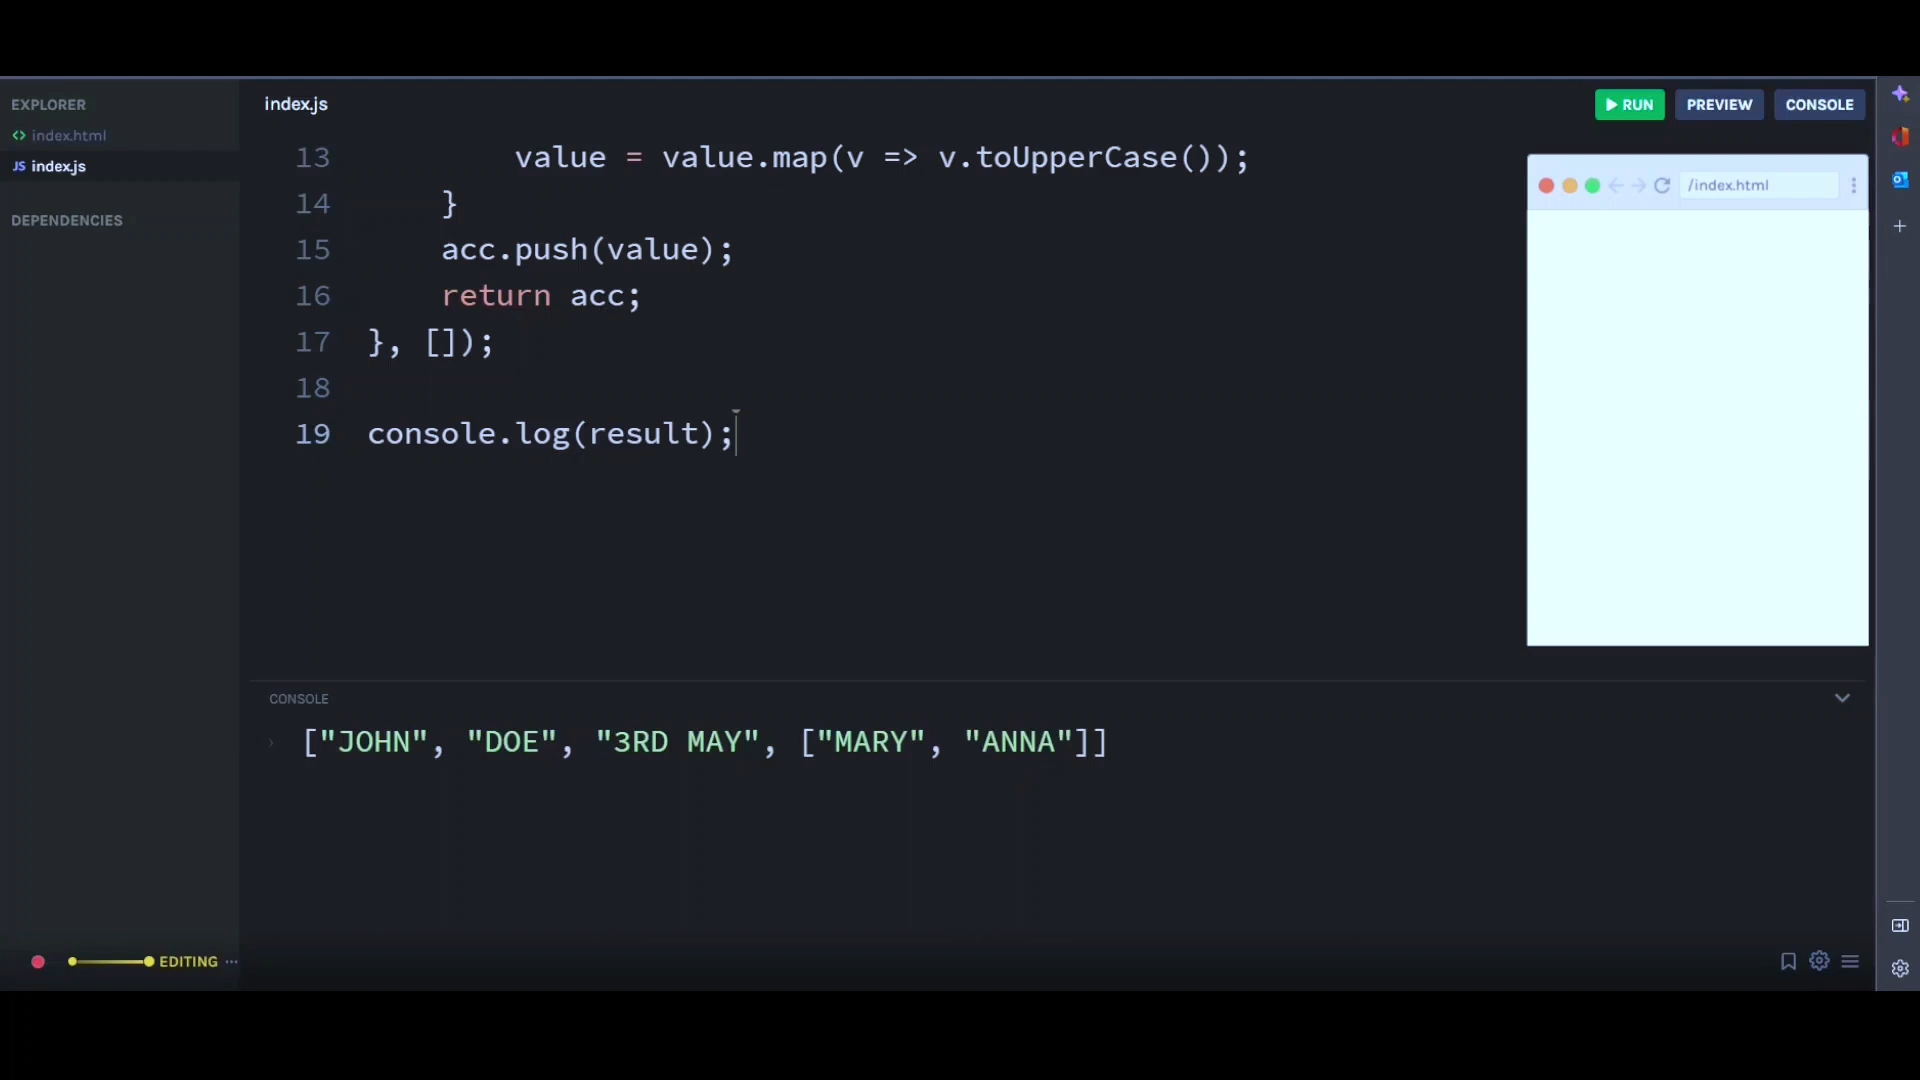 EXPLORER
<> index.html
JS index.js
DEPENDENCIES
index.js
RUN
PREVIEW
CONSOLE
13 value = value.map(v => v.toUpperCase());
14 }
15 acc.push(value);
16 return acc;
17 }, []);
18
19 console.log(result);
/index.html
CONSOLE
› ["JOHN", "DOE", "3RD MAY", ["MARY", "ANNA"]]
EDITING ···